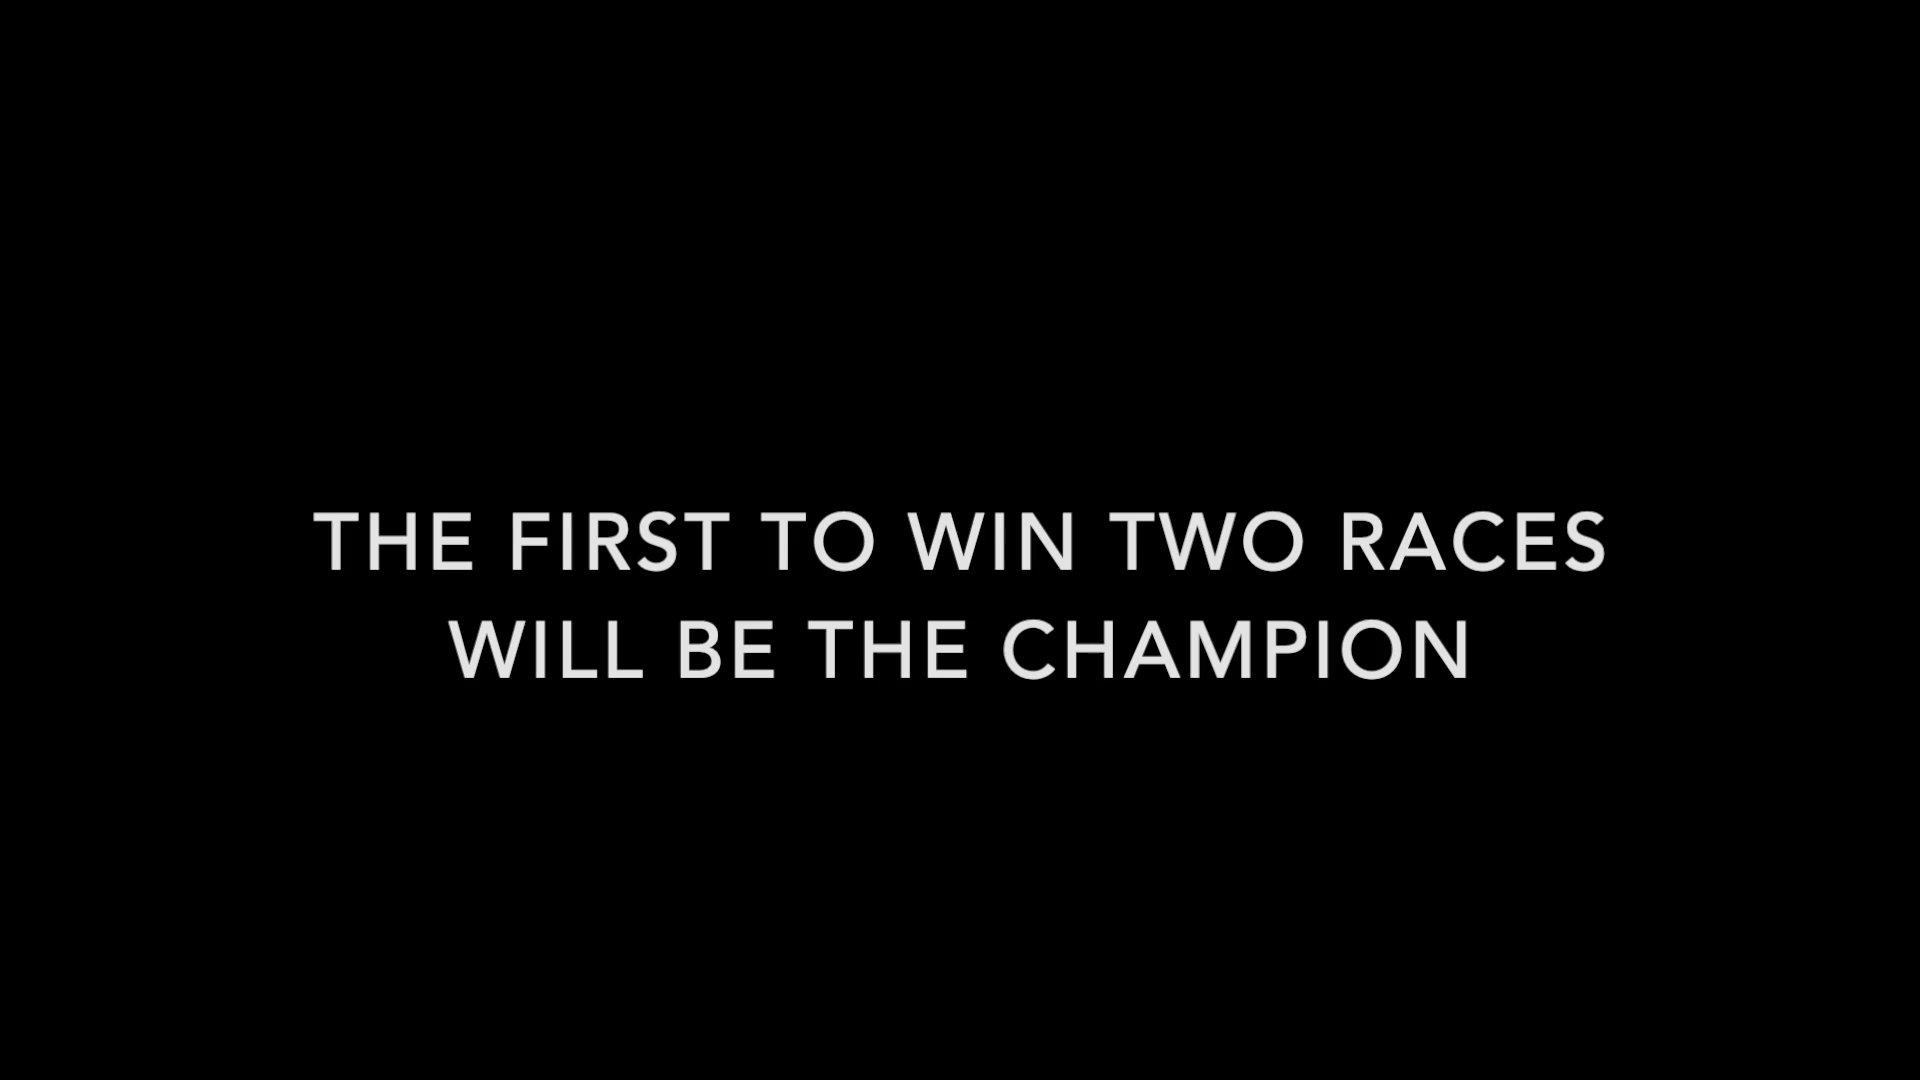 THE FIRST TO WIN TWO RACES
WILL BE THE CHAMPION